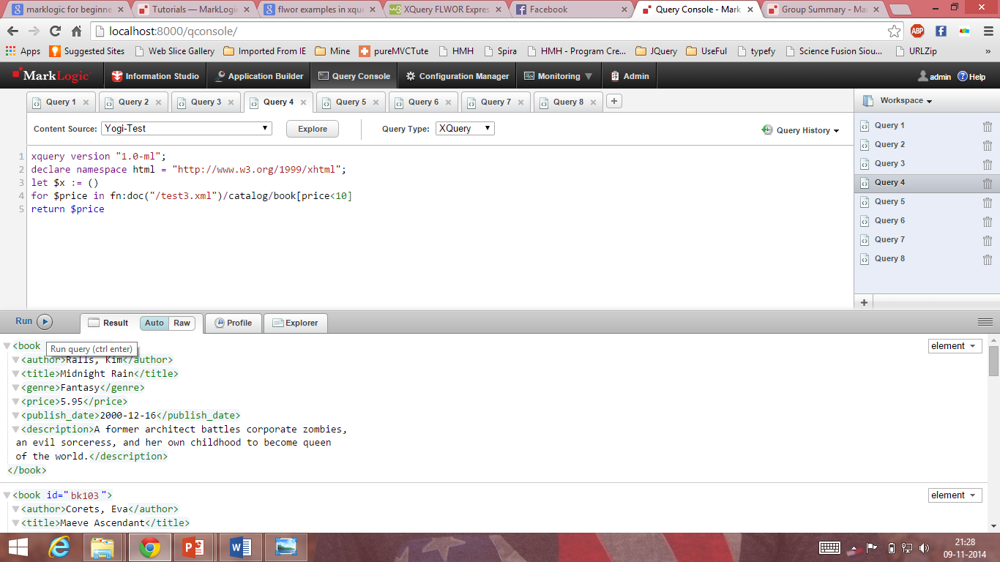 marklogic for beginne
Tutorials — MarkLogi
flwor examples in xqu
XQuery FLWOR Expres
Facebook
Query Console - Mark
Group Summary - Ma
localhost:8000/qconsole/
ABP
Apps
Suggested Sites
Web Slice Gallery
Imported From IE
Mine
pureMVCTute
HMH
Spira
HMH - Program Cre...
JQuery
UseFul
typefy
Science Fusion Siou...
URLZip
»
MarkLogic
Information Studio
Application Builder
Query Console
Configuration Manager
Monitoring
Admin
admin
Help
Query 1
Query 2
Query 3
Query 4
Query 5
Query 6
Query 7
Query 8
+
Workspace
Content Source:
Yogi-Test
Explore
Query Type:
XQuery
Query History
1 xquery version "1.0-ml";
2 declare namespace html = "http://www.w3.org/1999/xhtml";
3 let $x := ()
4 for $price in fn:doc("/test3.xml")/catalog/book[price<10]
5 return $price
Query 1
Query 2
Query 3
Query 4
Query 5
Query 6
Query 7
Query 8
+
Run
Result
Auto
Raw
Profile
Explorer
<book
Run query (ctrl enter)
element
<author>Ralls, Kim</author>
<title>Midnight Rain</title>
<genre>Fantasy</genre>
<price>5.95</price>
<publish_date>2000-12-16</publish_date>
<description>A former architect battles corporate zombies,
an evil sorceress, and her own childhood to become queen
of the world.</description>
</book>
<book id="bk103">
element
<author>Corets, Eva</author>
<title>Maeve Ascendant</title>
21:28
09-11-2014